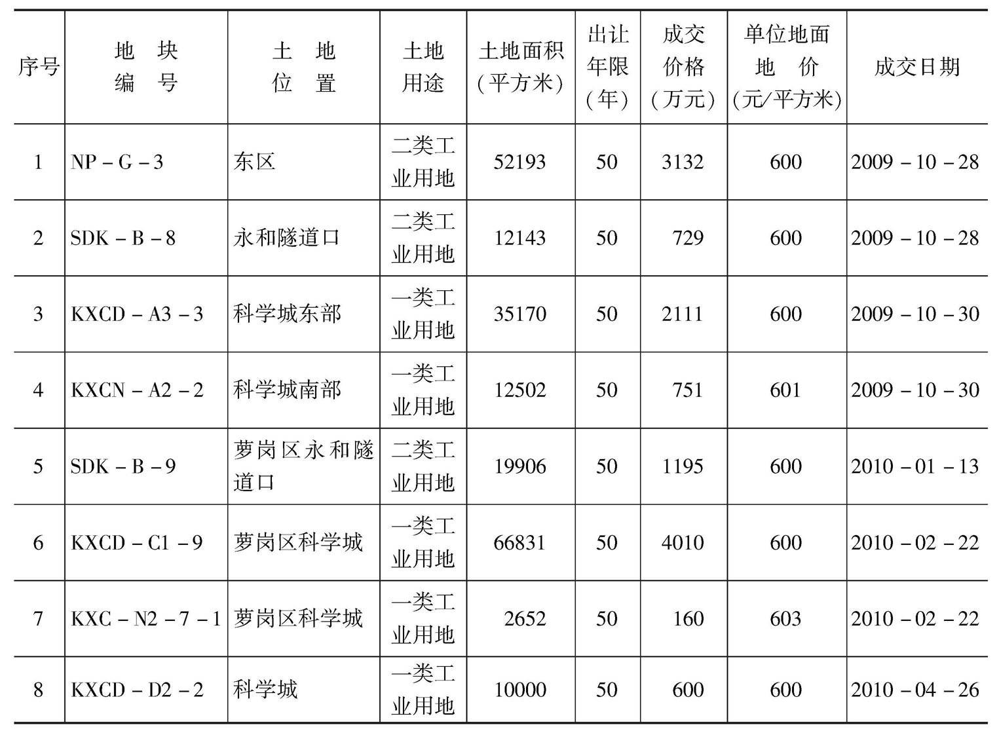 序号 地块编号 土地位置 土地用途 土地面积(平方米) 出让年限(年) 成交价格(万元) 单位地面地价(元/平方米) 成交日期
1 NP-G-3 东区 二类工业用地 52193 50 3132 600 2009-10-28
2 SDK-B-8 永和隧道口 二类工业用地 12143 50 729 600 2009-10-28
3 KXCD-A3-3 科学城东部 一类工业用地 35170 50 2111 600 2009-10-30
4 KXCN-A2-2 科学城南部 一类工业用地 12502 50 751 601 2009-10-30
5 SDK-B-9 萝岗区永和隧道口 二类工业用地 19906 50 1195 600 2010-01-13
6 KXCD-C1-9 萝岗区科学城 一类工业用地 66831 50 4010 600 2010-02-22
7 KXC-N2-7-1 萝岗区科学城 一类工业用地 2652 50 160 603 2010-02-22
8 KXCD-D2-2 科学城 一类工业用地 10000 50 600 600 2010-04-26